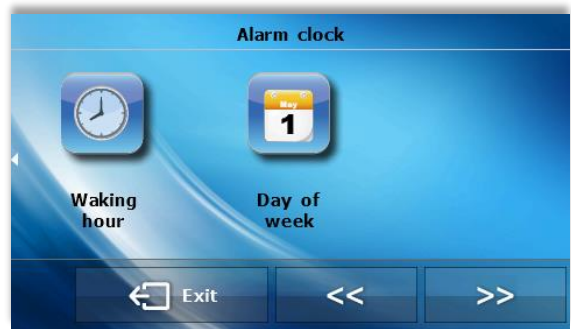 Alarm clock
May
1
Waking
hour
Day of
week
Exit
<<
>>